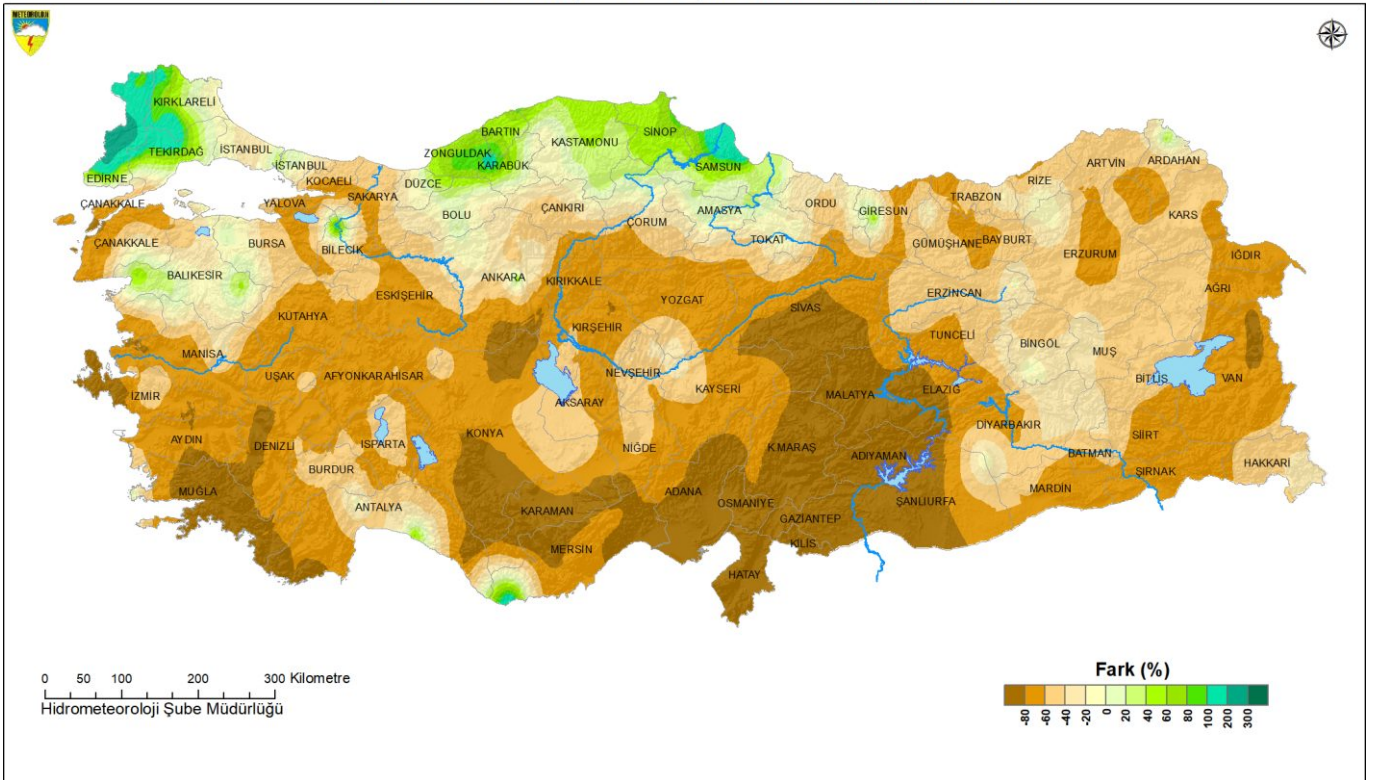 METEOROLOJİ
KIRKLARELİ
TEKİRDAĞ
İSTANBUL
EDİRNE
İSTANBUL
KOCAELİ
ÇANAKKALE
YALOVA
SAKARYA
DÜZCE
ZONGULDAK
BARTIN
KARABÜK
KASTAMONU
SİNOP
SAMSUN
BOLU
ÇANKIRI
ÇORUM
AMASYA
TOKAT
ORDU
GİRESUN
TRABZON
RİZE
ARTVİN
ARDAHAN
KARS
GÜMÜŞHANE
BAYBURT
ERZURUM
IĞDIR
AĞRI
ÇANAKKALE
BURSA
BİLECİK
BALIKESİR
ESKİŞEHİR
ANKARA
KIRIKKALE
YOZGAT
SİVAS
ERZİNCAN
TUNCELİ
BİNGÖL
MUŞ
BİTLİS
VAN
KÜTAHYA
KIRŞEHİR
MANİSA
UŞAK
AFYONKARAHİSAR
NEVŞEHİR
KAYSERİ
MALATYA
ELAZIĞ
İZMİR
AKSARAY
DİYARBAKIR
AYDIN
DENİZLİ
ISPARTA
KONYA
NİĞDE
K.MARAŞ
ADIYAMAN
BATMAN
SİİRT
ŞIRNAK
HAKKARİ
BURDUR
MUĞLA
ANTALYA
KARAMAN
ADANA
OSMANİYE
GAZİANTEP
ŞANLIURFA
MARDİN
MERSİN
KİLİS
HATAY
0 50 100 200 300 Kilometre
Hidrometeoroloji Şube Müdürlüğü
Fark (%)
-80 -60 -40 -20 0 20 40 60 80 100 200 300